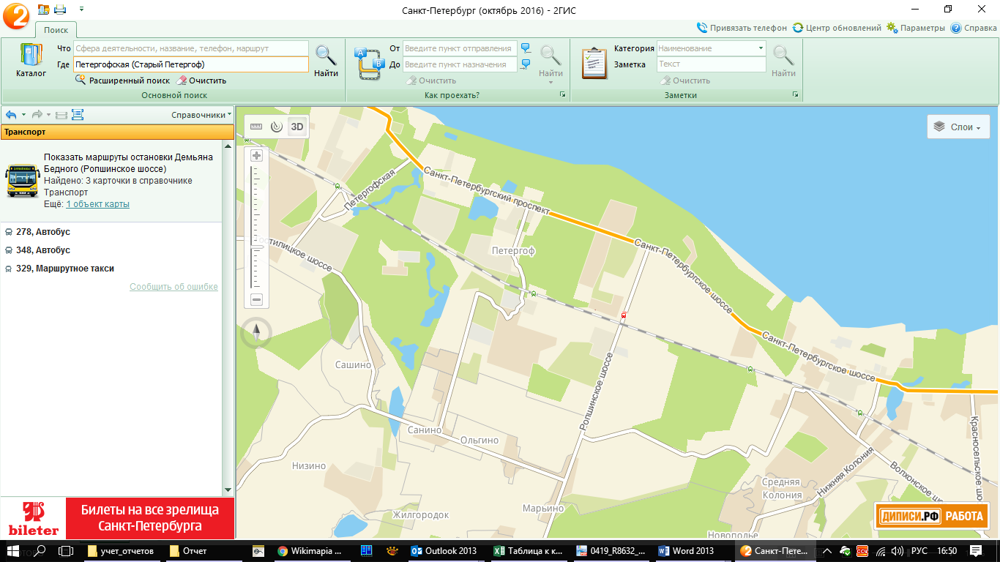 Санкт-Петербург (октябрь 2016) - 2ГИС
Поиск
Привязать телефон
Центр обновлений
Параметры
Справка
Каталог
Что
Сфера деятельности, название, телефон, маршрут
Где
Петергофская (Старый Петергоф)
Расширенный поиск
Очистить
Найти
Основной поиск
От
Введите пункт отправления
До
Введите пункт назначения
Очистить
Найти
Как проехать?
Категория
Наименование
Заметка
Текст
Очистить
Найти
Заметки
Справочники
Транспорт
Показать маршруты остановки Демьяна
Бедного (Ропшинское шоссе)
Найдено: 3 карточки в справочнике
Транспорт
Ещё: 1 объект карты
278, Автобус
348, Автобус
329, Маршрутное такси
Сообщить об ошибке
bileter
Билеты на все зрелища
Санкт-Петербурга
3D
Слои
Санкт-Петербургский проспект
Петергофская
Петергоф
Санкт-Петербургское шоссе
Санкт-Петербургское шоссе
Ропшинское шоссе
Сашино
Санино
Ольгино
Низино
Марьино
Жилгородок
Средняя
Колония
Нижняя Колония
Новополье
Красносельское шоссе
ДИПИСИ.РФ РАБОТА
учет_отчетов
Отчет
Wikimapia ...
Outlook 2013
Таблица к к...
0419_R8632_...
Word 2013
Санкт-Пете...
РУС
16:50